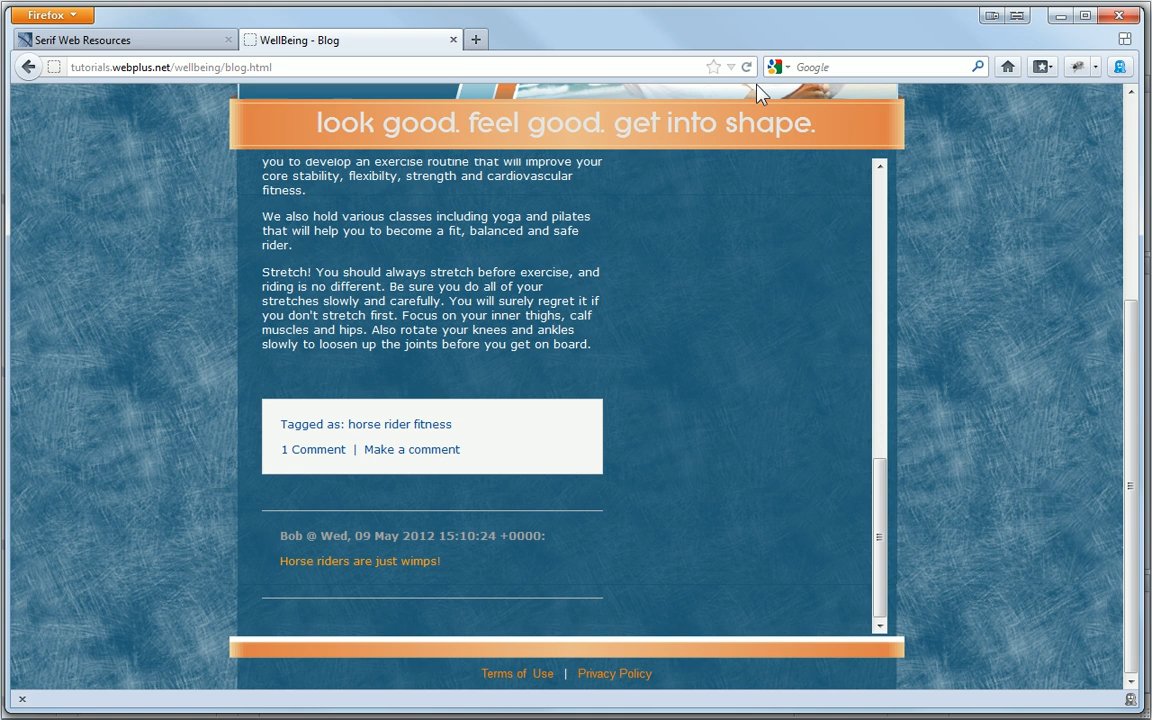 Firefox
Serif Web Resources
WellBeing - Blog
tutorials.webplus.net/wellbeing/blog.html
Google
look good. feel good. get into shape.
you to develop an exercise routine that will improve your
core stability, flexibilty, strength and cardiovascular
fitness.
We also hold various classes including yoga and pilates
that will help you to become a fit, balanced and safe
rider.
Stretch! You should always stretch before exercise, and
riding is no different. Be sure you do all of your
stretches slowly and carefully. You will surely regret it if
you don't stretch first. Focus on your inner thighs, calf
muscles and hips. Also rotate your knees and ankles
slowly to loosen up the joints before you get on board.
Tagged as: horse rider fitness
1 Comment | Make a comment
Bob @ Wed, 09 May 2012 15:10:24 +0000:
Horse riders are just wimps!
Terms of Use | Privacy Policy